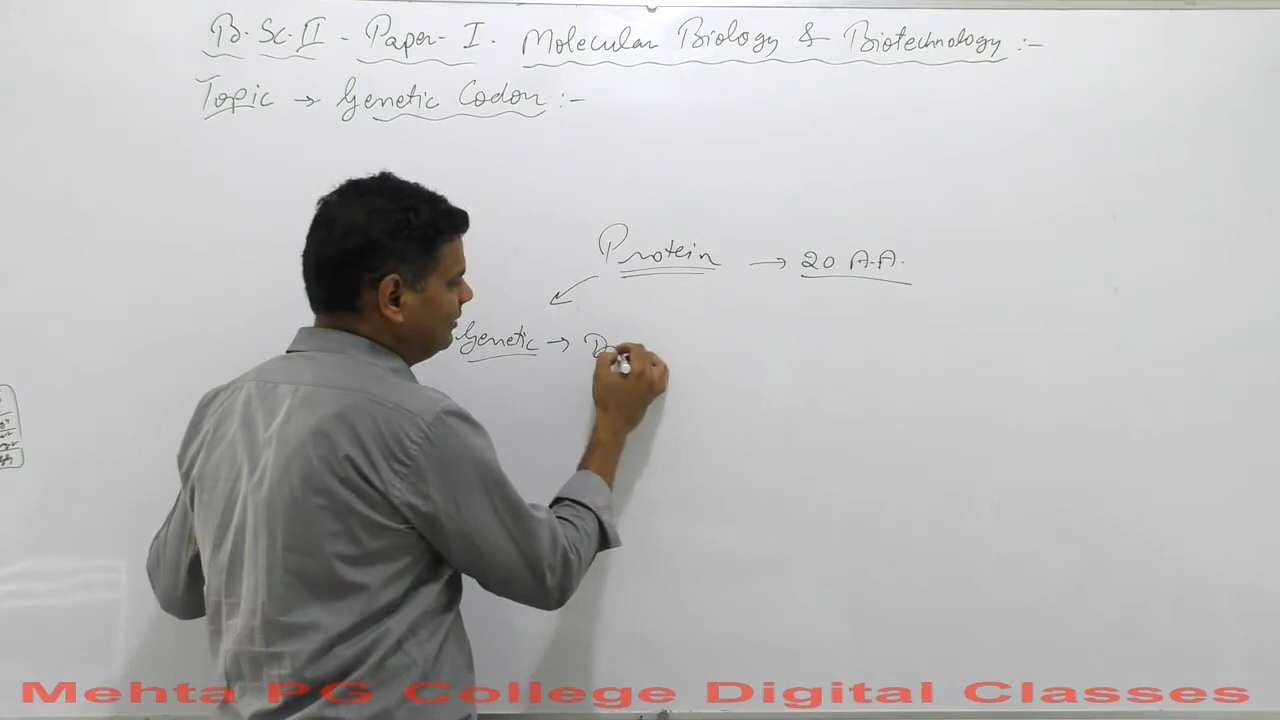 B.Sc.II - Paper-I. Molecular Biology & Biotechnology :-
Topic → Genetic Codon :-
Protein → 20 A.A.
Genetic → D
Mehta PG College Digital Classes